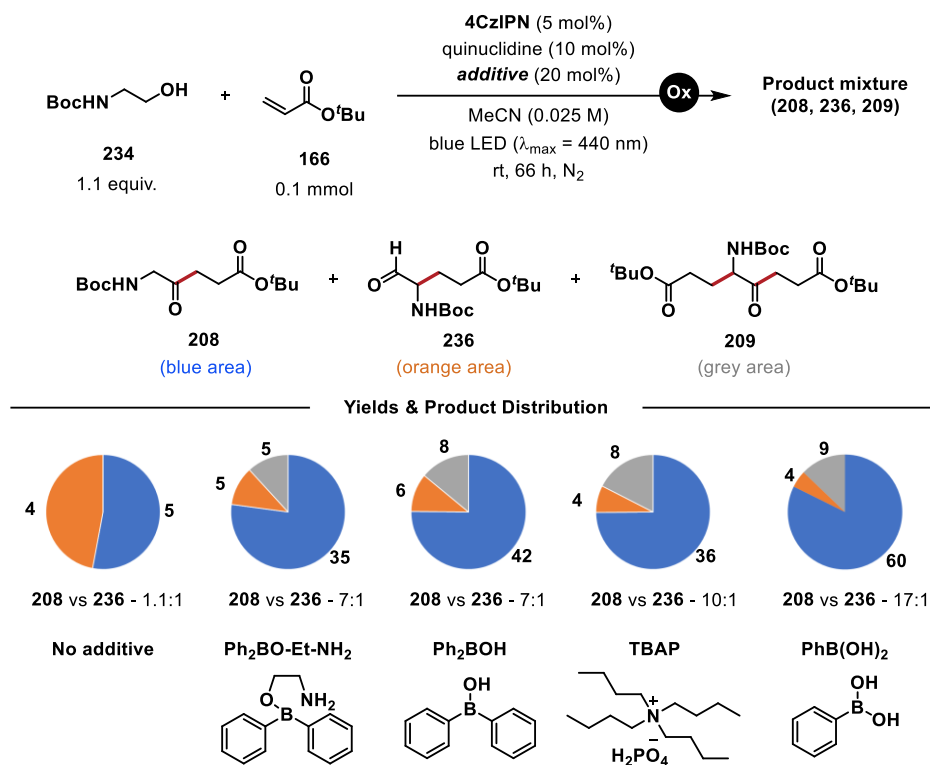 4CzIPN (5 mol%)
quinuclidine (10 mol%)
additive (20 mol%)
BocHN OH + O O^tBu Ox Product mixture
(208, 236, 209)
MeCN (0.025 M)
blue LED (λmax = 440 nm)
rt, 66 h, N2
234 166
1.1 equiv. 0.1 mmol
BocHN O O O^tBu + H O NHBoc O O^tBu + ^tBuO O NHBoc O O O^tBu
208 236 209
(blue area) (orange area) (grey area)
Yields & Product Distribution
4 5 5 5 35 8 6 42 8 4 36 9 4 60
208 vs 236 - 1.1:1 208 vs 236 - 7:1 208 vs 236 - 7:1 208 vs 236 - 10:1 208 vs 236 - 17:1
No additive Ph2BO-Et-NH2 Ph2BOH TBAP PhB(OH)2
O NH2 B OH B N + − H2PO4 OH B OH